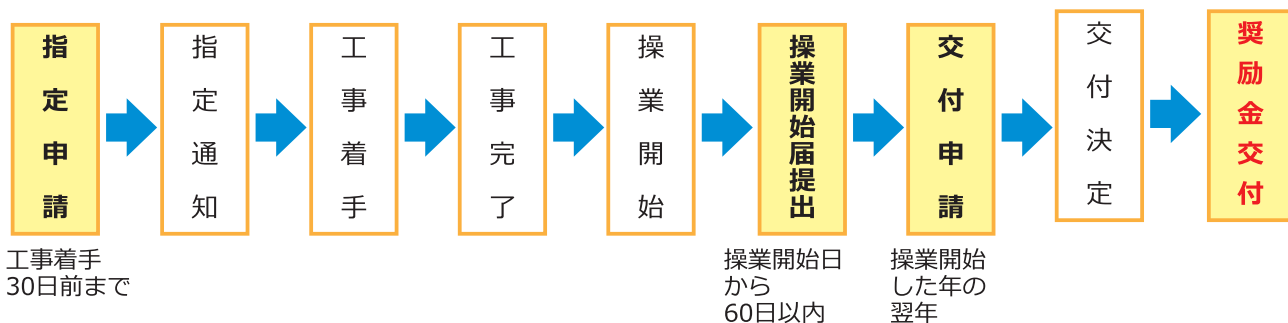 指定申請
指定通知
工事着手
工事完了
操業開始
操業開始届提出
交付申請
交付決定
奨励金交付
工事着手
30日前まで
操業開始日
から
60日以内
操業開始
した年の
翌年